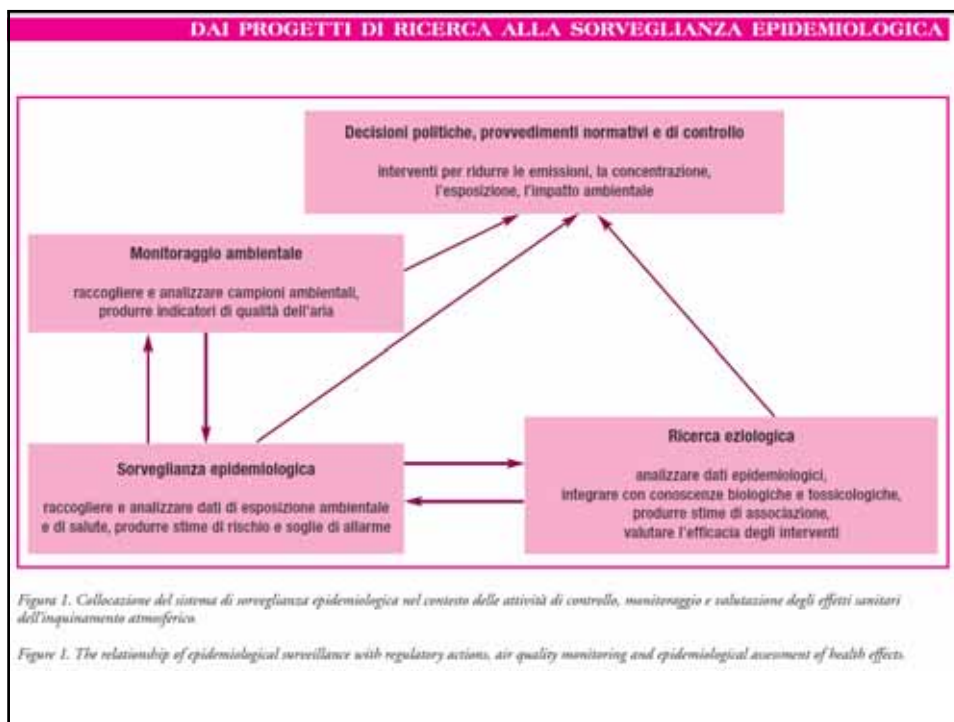 DAI PROGETTI DI RICERCA ALLA SORVEGLIANZA EPIDEMIOLOGICA
Decisioni politiche, provvedimenti normativi e di controllo
interventi per ridurre le emissioni, la concentrazione,
l'esposizione, l'impatto ambientale
Monitoraggio ambientale
raccogliere e analizzare campioni ambientali,
produrre indicatori di qualità dell'aria
Sorveglianza epidemiologica
raccogliere e analizzare dati di esposizione ambientale
e di salute, produrre stime di rischio e soglie di allarme
Ricerca eziologica
analizzare dati epidemiologici,
integrare con conoscenze biologiche e tossicologiche,
produrre stime di associazione,
valutare l'efficacia degli interventi
Figura 1. Collocazione del sistema di sorveglianza epidemiologica nel contesto delle attività di controllo, monitoraggio e valutazione degli effetti sanitari
dell'inquinamento atmosferico.
Figure 1. The relationship of epidemiological surveillance with regulatory actions, air quality monitoring and epidemiological assessment of health effects.